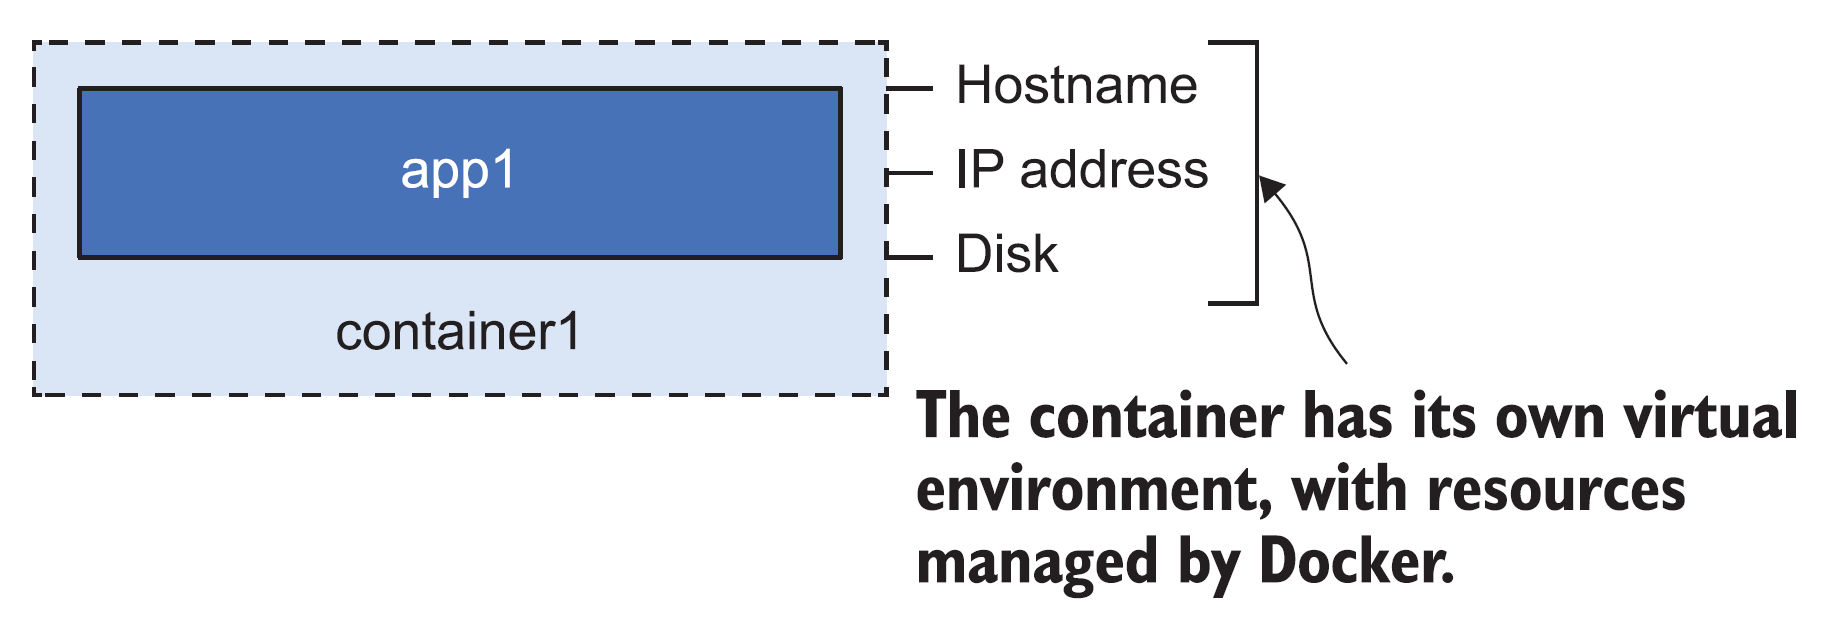 app1
container1
Hostname
IP address
Disk
The container has its own virtual
environment, with resources
managed by Docker.